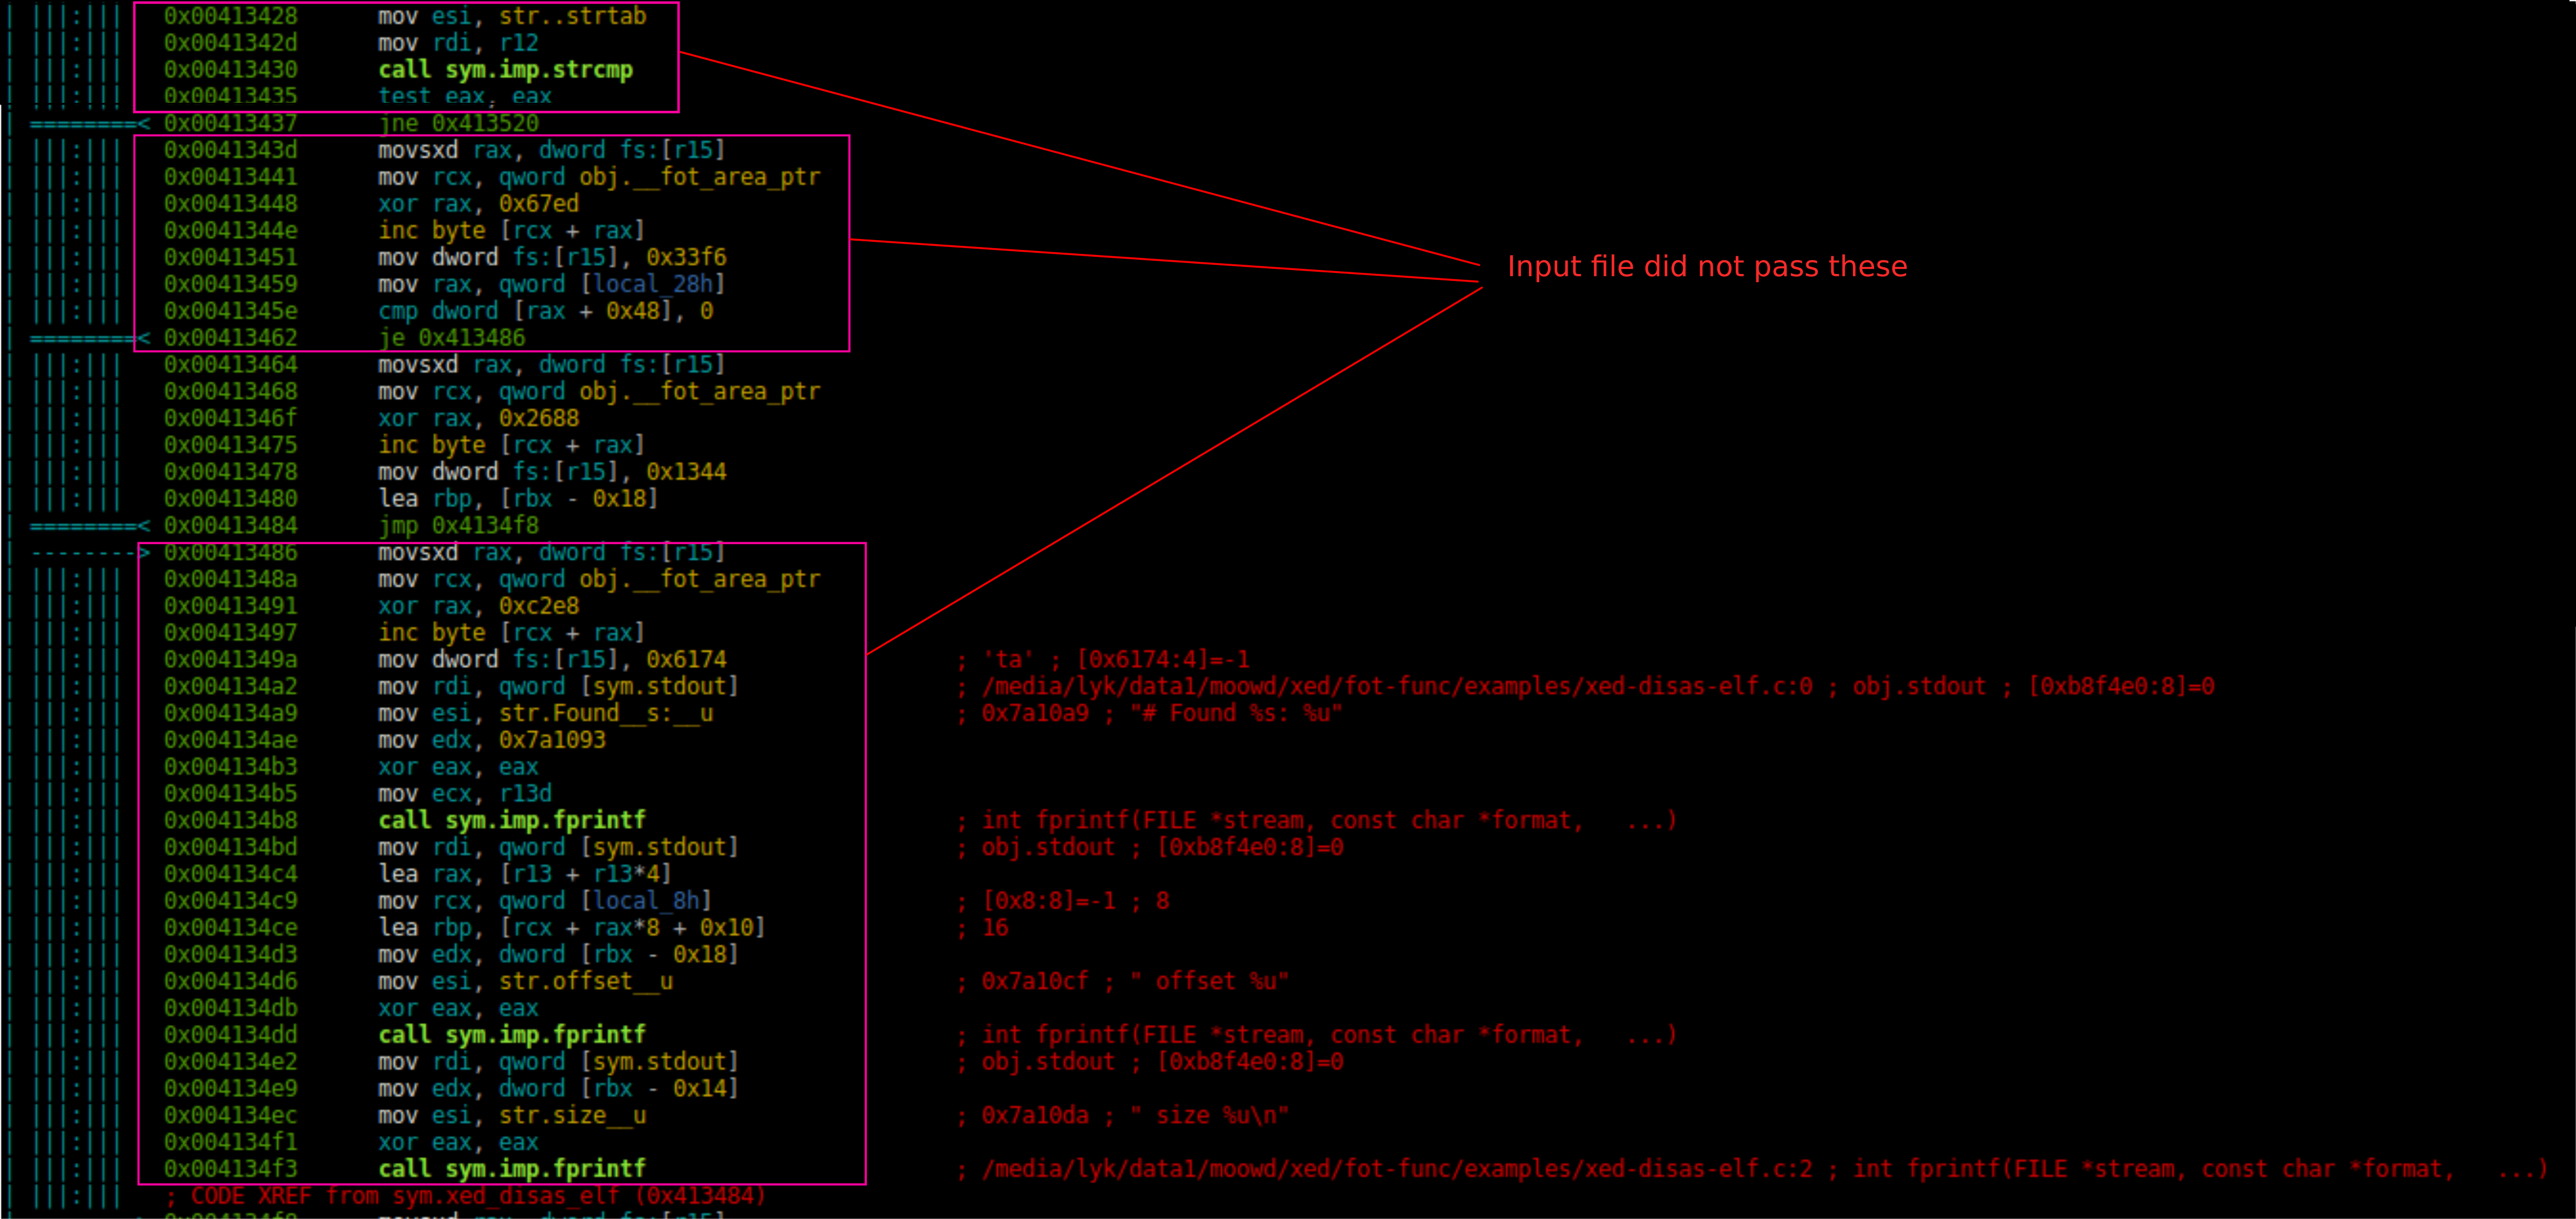 0x00413428 mov esi, str..strtab
0x0041342d mov rdi, r12
0x00413430 call sym.imp.strcmp
0x00413435 test eax, eax
0x00413437 jne 0x413520
0x0041343d movsxd rax, dword fs:[r15]
0x00413441 mov rcx, qword obj.__fot_area_ptr
0x00413448 xor rax, 0x67ed
0x0041344e inc byte [rcx + rax]
0x00413451 mov dword fs:[r15], 0x33f6
Input file did not pass these
0x00413459 mov rax, qword [local_28h]
0x0041345e cmp dword [rax + 0x48], 0
0x00413462 je 0x413486
0x00413464 movsxd rax, dword fs:[r15]
0x00413468 mov rcx, qword obj.__fot_area_ptr
0x0041346f xor rax, 0x2688
0x00413475 inc byte [rcx + rax]
0x00413478 mov dword fs:[r15], 0x1344
0x00413480 lea rbp, [rbx - 0x18]
0x00413484 jmp 0x4134f8
0x00413486 movsxd rax, dword fs:[r15]
0x0041348a mov rcx, qword obj.__fot_area_ptr
0x00413491 xor rax, 0xc2e8
0x00413497 inc byte [rcx + rax]
0x0041349a mov dword fs:[r15], 0x6174 ; 'ta' ; [0x6174:4]=-1
0x004134a2 mov rdi, qword [sym.stdout] ; /media/lyk/data1/moowd/xed/fot-func/examples/xed-disas-elf.c:0 ; obj.stdout ; [0xb8f4e0:8]=0
0x004134a9 mov esi, str.Found__s:__u ; 0x7a10a9 ; "# Found %s: %u"
0x004134ae mov edx, 0x7a1093
0x004134b3 xor eax, eax
0x004134b5 mov ecx, r13d
0x004134b8 call sym.imp.fprintf ; int fprintf(FILE *stream, const char *format, ...)
0x004134bd mov rdi, qword [sym.stdout] ; obj.stdout ; [0xb8f4e0:8]=0
0x004134c4 lea rax, [r13 + r13*4]
0x004134c9 mov rcx, qword [local_8h] ; [0x8:8]=-1 ; 8
0x004134ce lea rbp, [rcx + rax*8 + 0x10] ; 16
0x004134d3 mov edx, dword [rbx - 0x18]
0x004134d6 mov esi, str.offset__u ; 0x7a10cf ; " offset %u"
0x004134db xor eax, eax
0x004134dd call sym.imp.fprintf ; int fprintf(FILE *stream, const char *format, ...)
0x004134e2 mov rdi, qword [sym.stdout] ; obj.stdout ; [0xb8f4e0:8]=0
0x004134e9 mov edx, dword [rbx - 0x14]
0x004134ec mov esi, str.size__u ; 0x7a10da ; " size %u\n"
0x004134f1 xor eax, eax
0x004134f3 call sym.imp.fprintf ; /media/lyk/data1/moowd/xed/fot-func/examples/xed-disas-elf.c:2 ; int fprintf(FILE *stream, const char *format, ...)
; CODE XREF from sym.xed_disas_elf (0x413484)